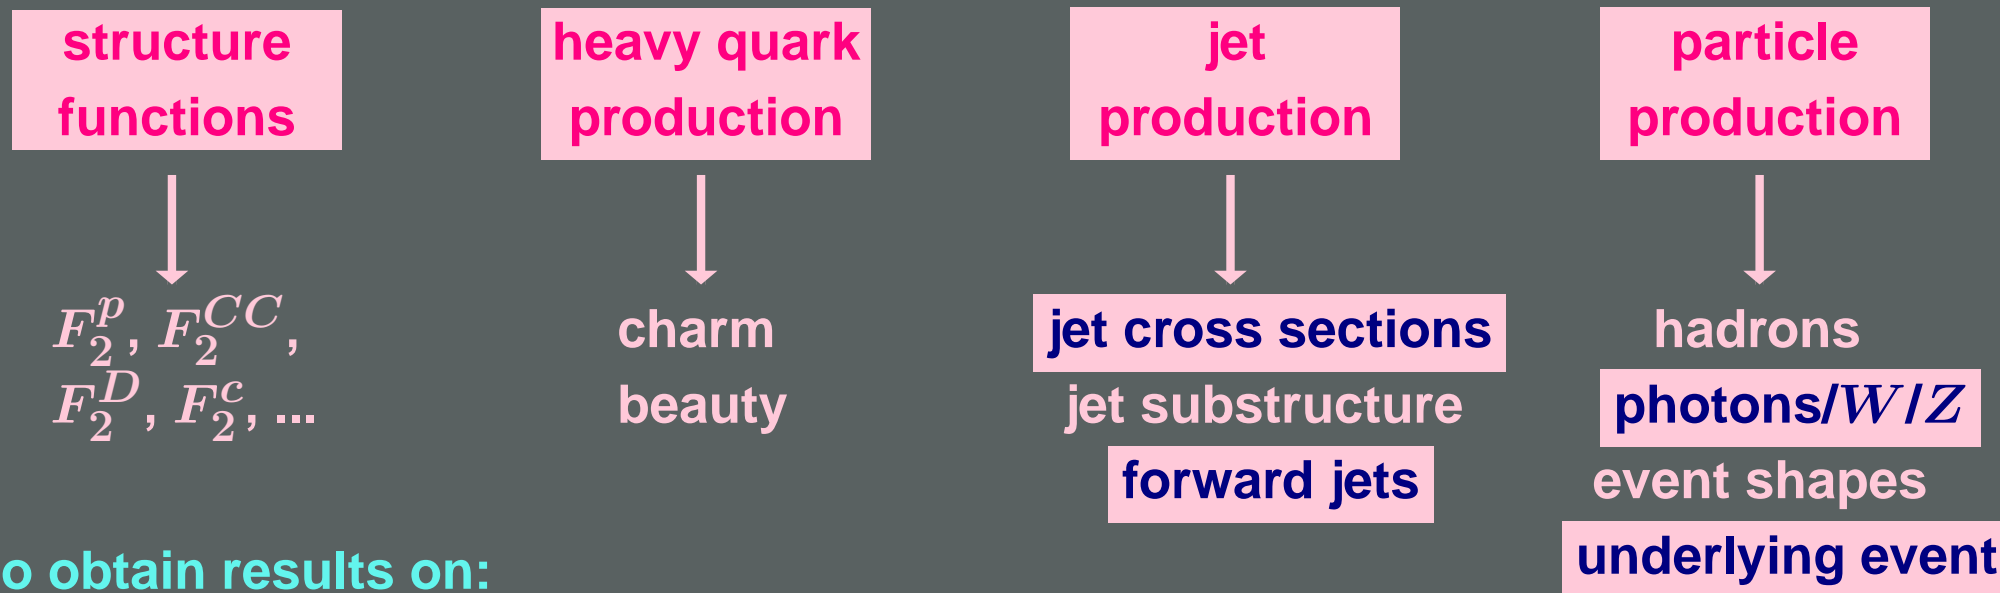 structure
functions
heavy quark
production
jet
production
particle
production
F_2^p, F_2^{CC},
F_2^D, F_2^c, ...
charm
beauty
jet cross sections
jet substructure
forward jets
hadrons
photons/W/Z
event shapes
underlying event
o obtain results on: